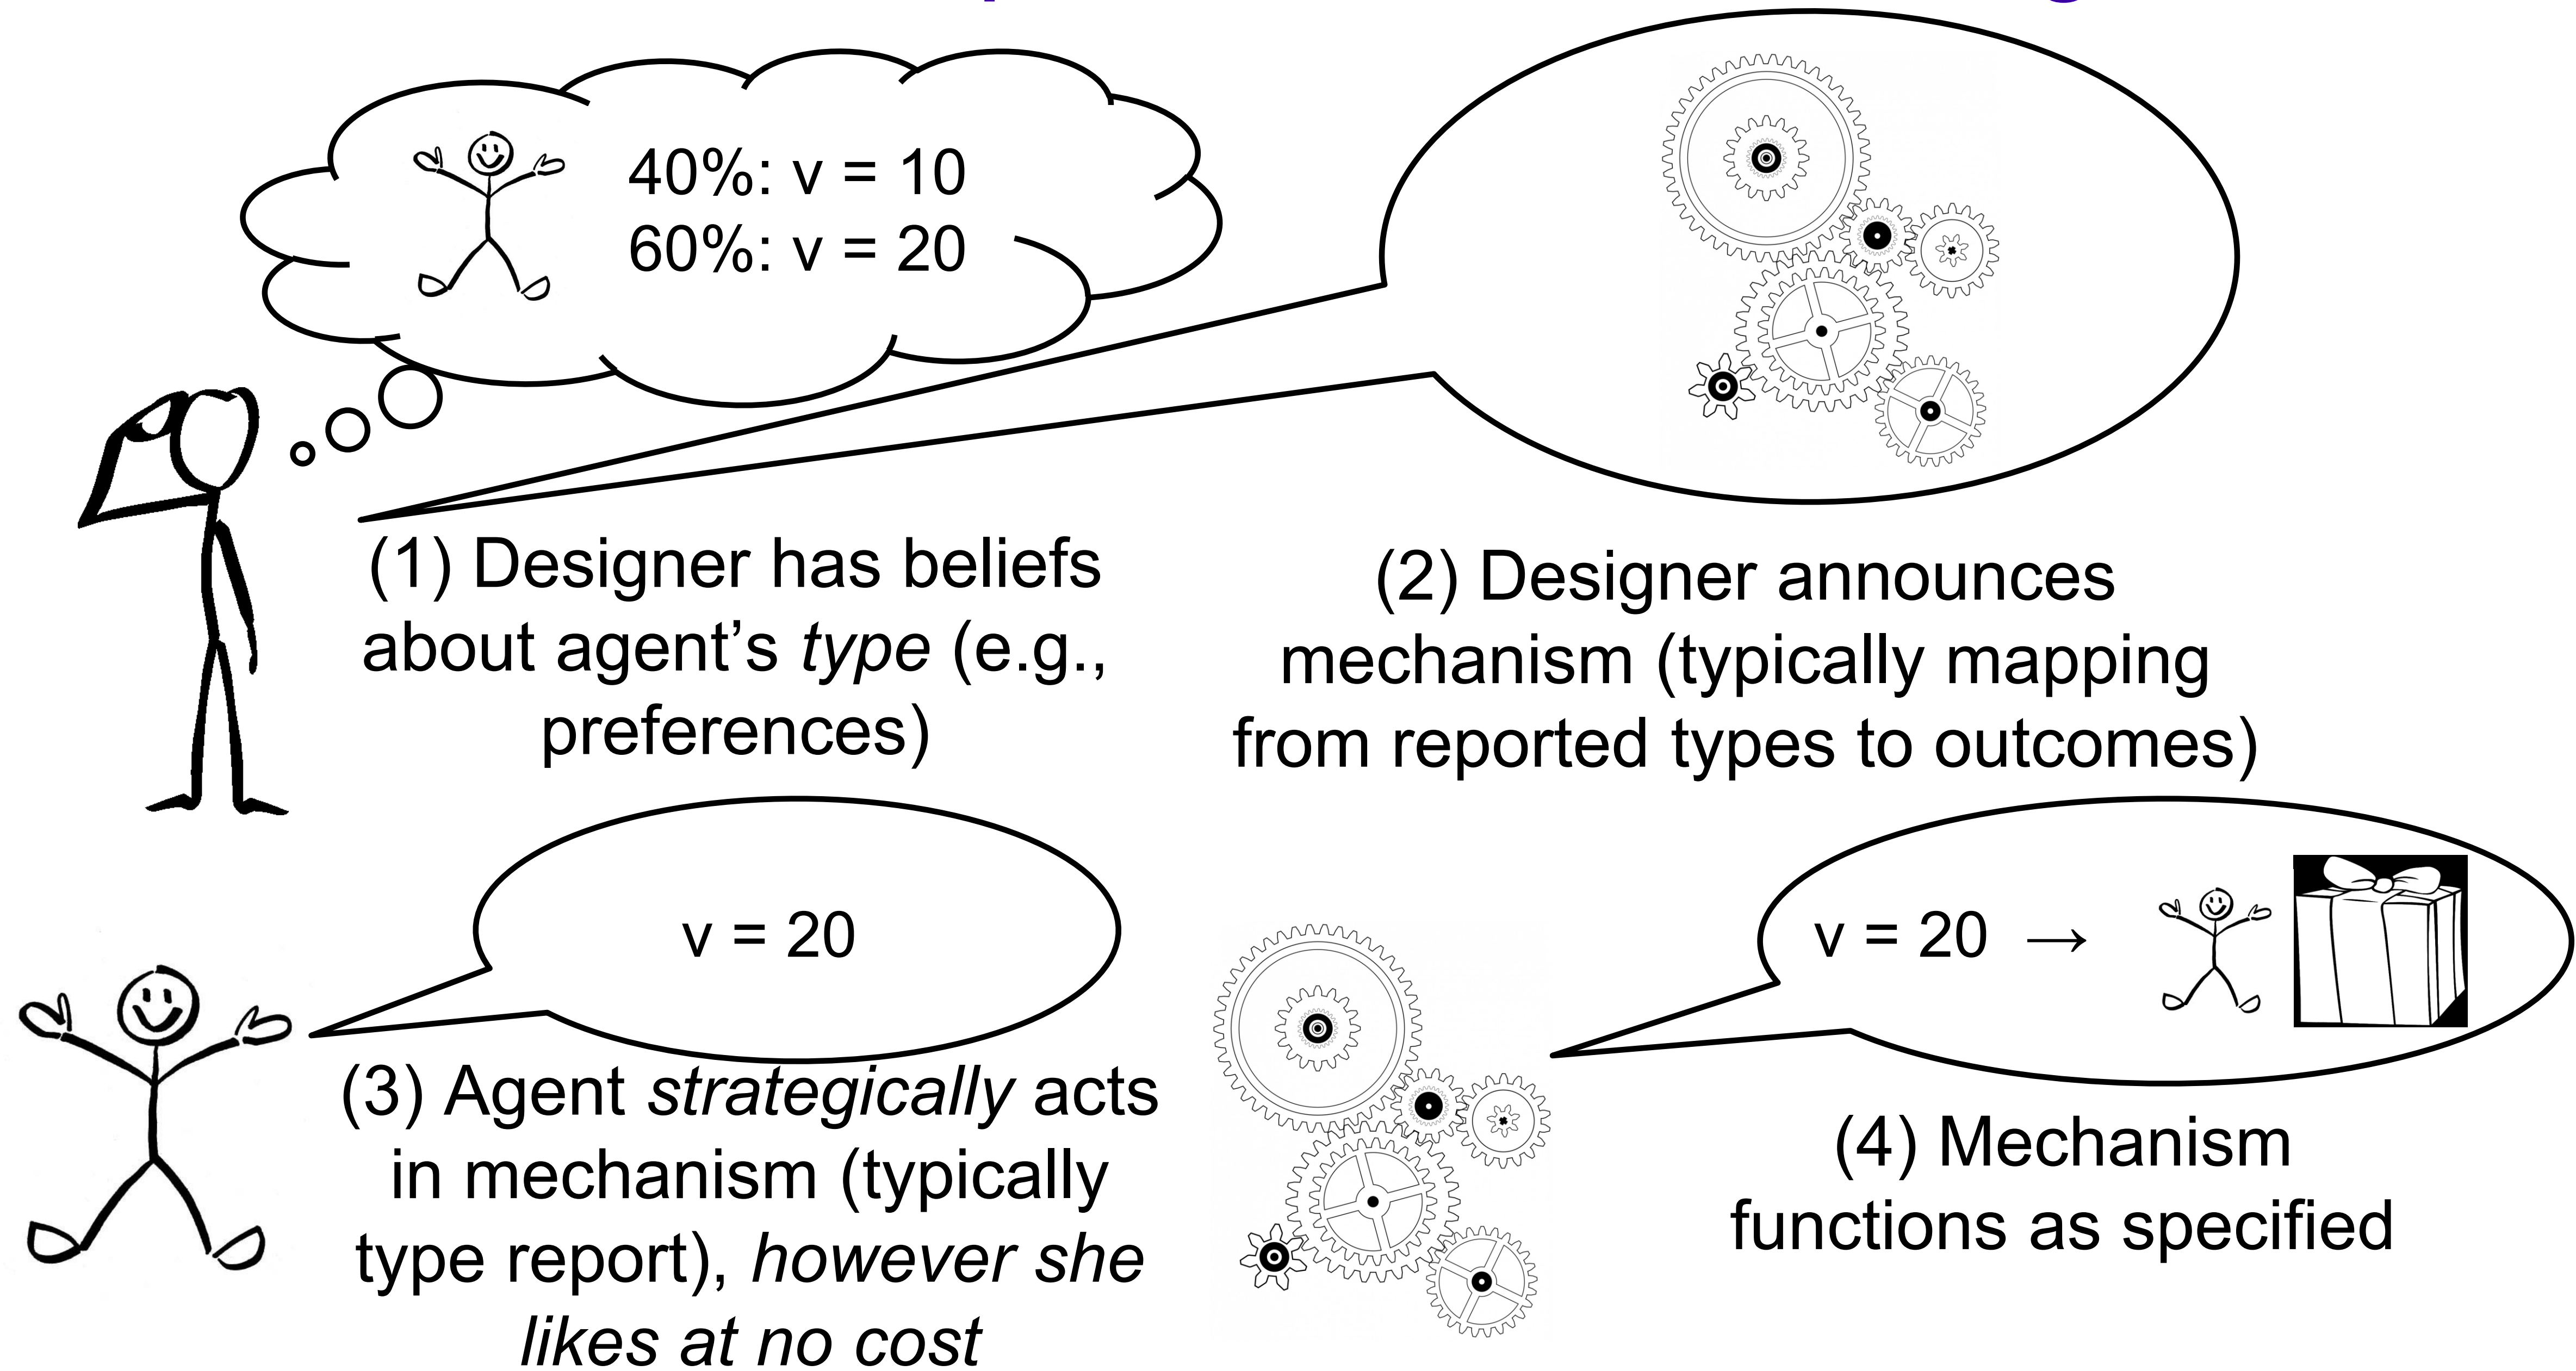 40%: v = 10
60%: v = 20
(1) Designer has beliefs
about agent’s type (e.g.,
preferences)
(2) Designer announces
mechanism (typically mapping
from reported types to outcomes)
v = 20
(3) Agent strategically acts
in mechanism (typically
type report), however she
likes at no cost
v = 20 →
(4) Mechanism
functions as specified